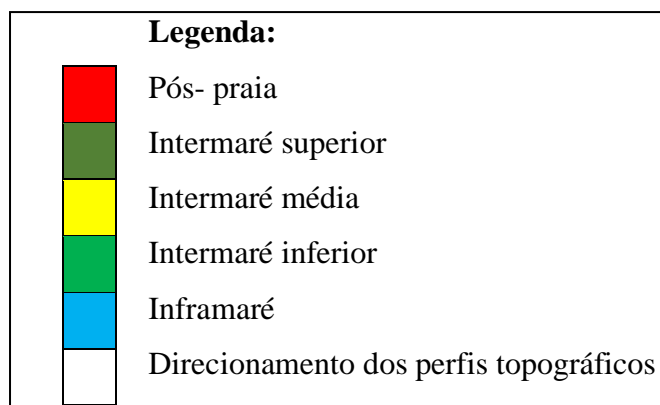 Legenda:
Pós- praia
Intermaré superior
Intermaré média
Intermaré inferior
Inframaré
Direcionamento dos perfis topográficos